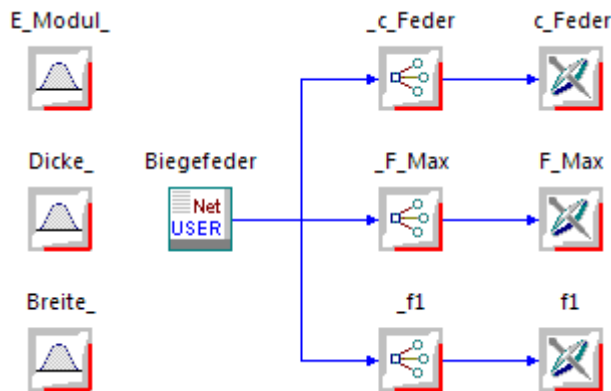 E_Modul_ _c_Feder c_Feder
Dicke_ Biegefeder _F_Max F_Max
Net
USER
Breite_ _f1 f1